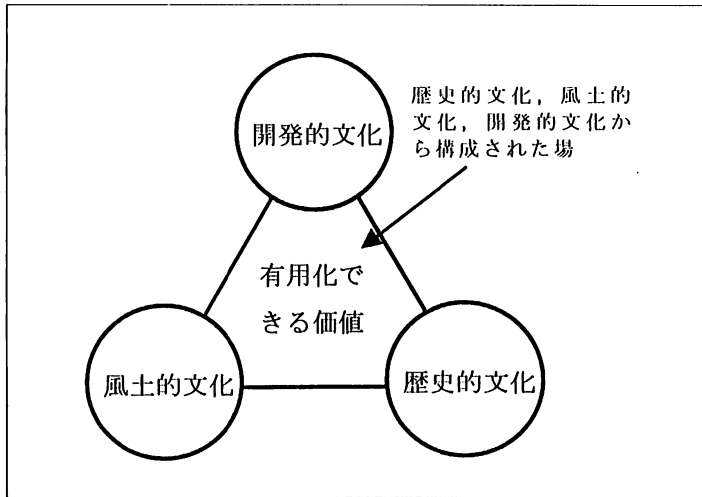 開発的文化
歴史的文化，風土的
文化，開発的文化か
ら構成された場
有用化で
きる価値
風土的文化
歴史的文化